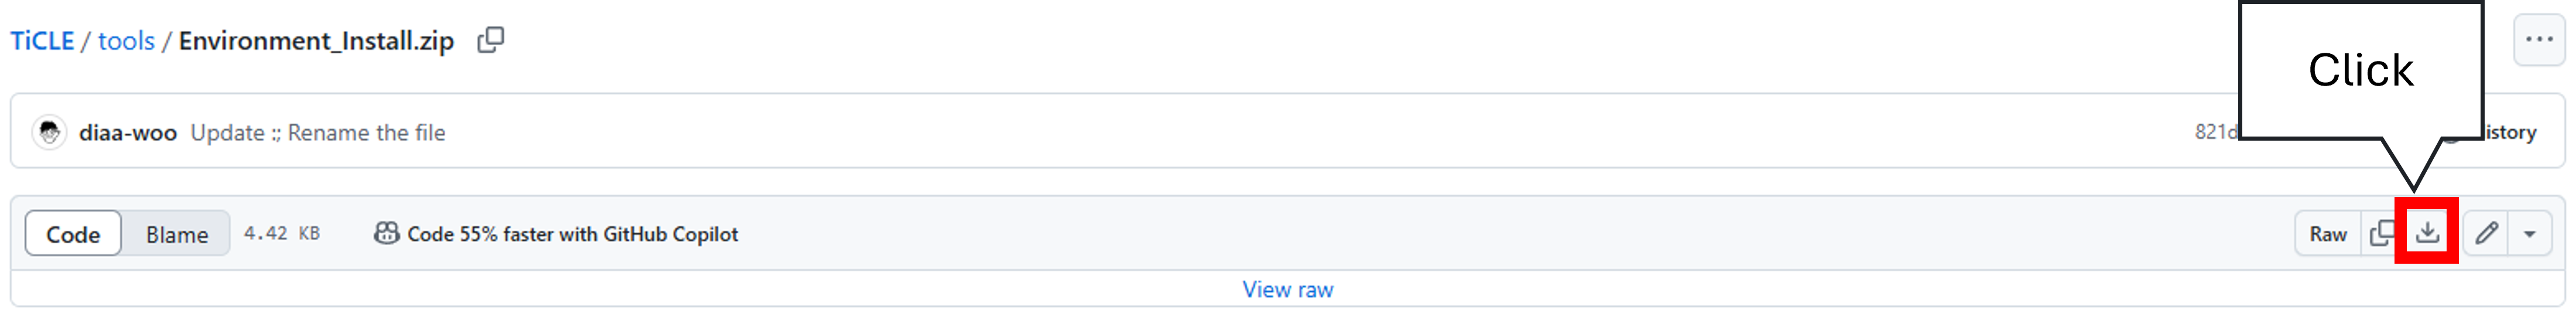 TiCLE / tools / Environment_Install.zip
Click
diaa-woo Update :; Rename the file
821d
istory
Code Blame 4.42 KB Code 55% faster with GitHub Copilot Raw
View raw